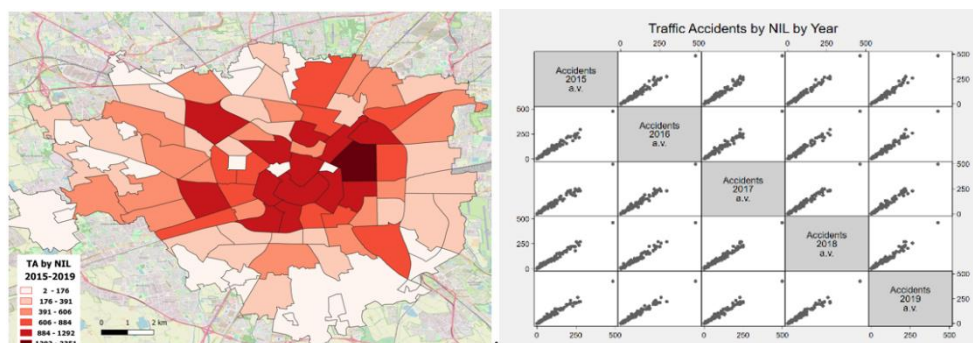 TA by NIL
2015-2019
2 - 176
176 - 391
391 - 606
606 - 884
884 - 1292
0 1 2 km
Traffic Accidents by NIL by Year
0 250 500 0 250 500
Accidents
2015
a.v.
500
250
0
500
250
0
Accidents
2016
a.v.
Accidents
2017
a.v.
500
250
0
500
250
0
Accidents
2018
a.v.
Accidents
2019
a.v.
500
250
0
0 250 500 0 250 500 0 250 500